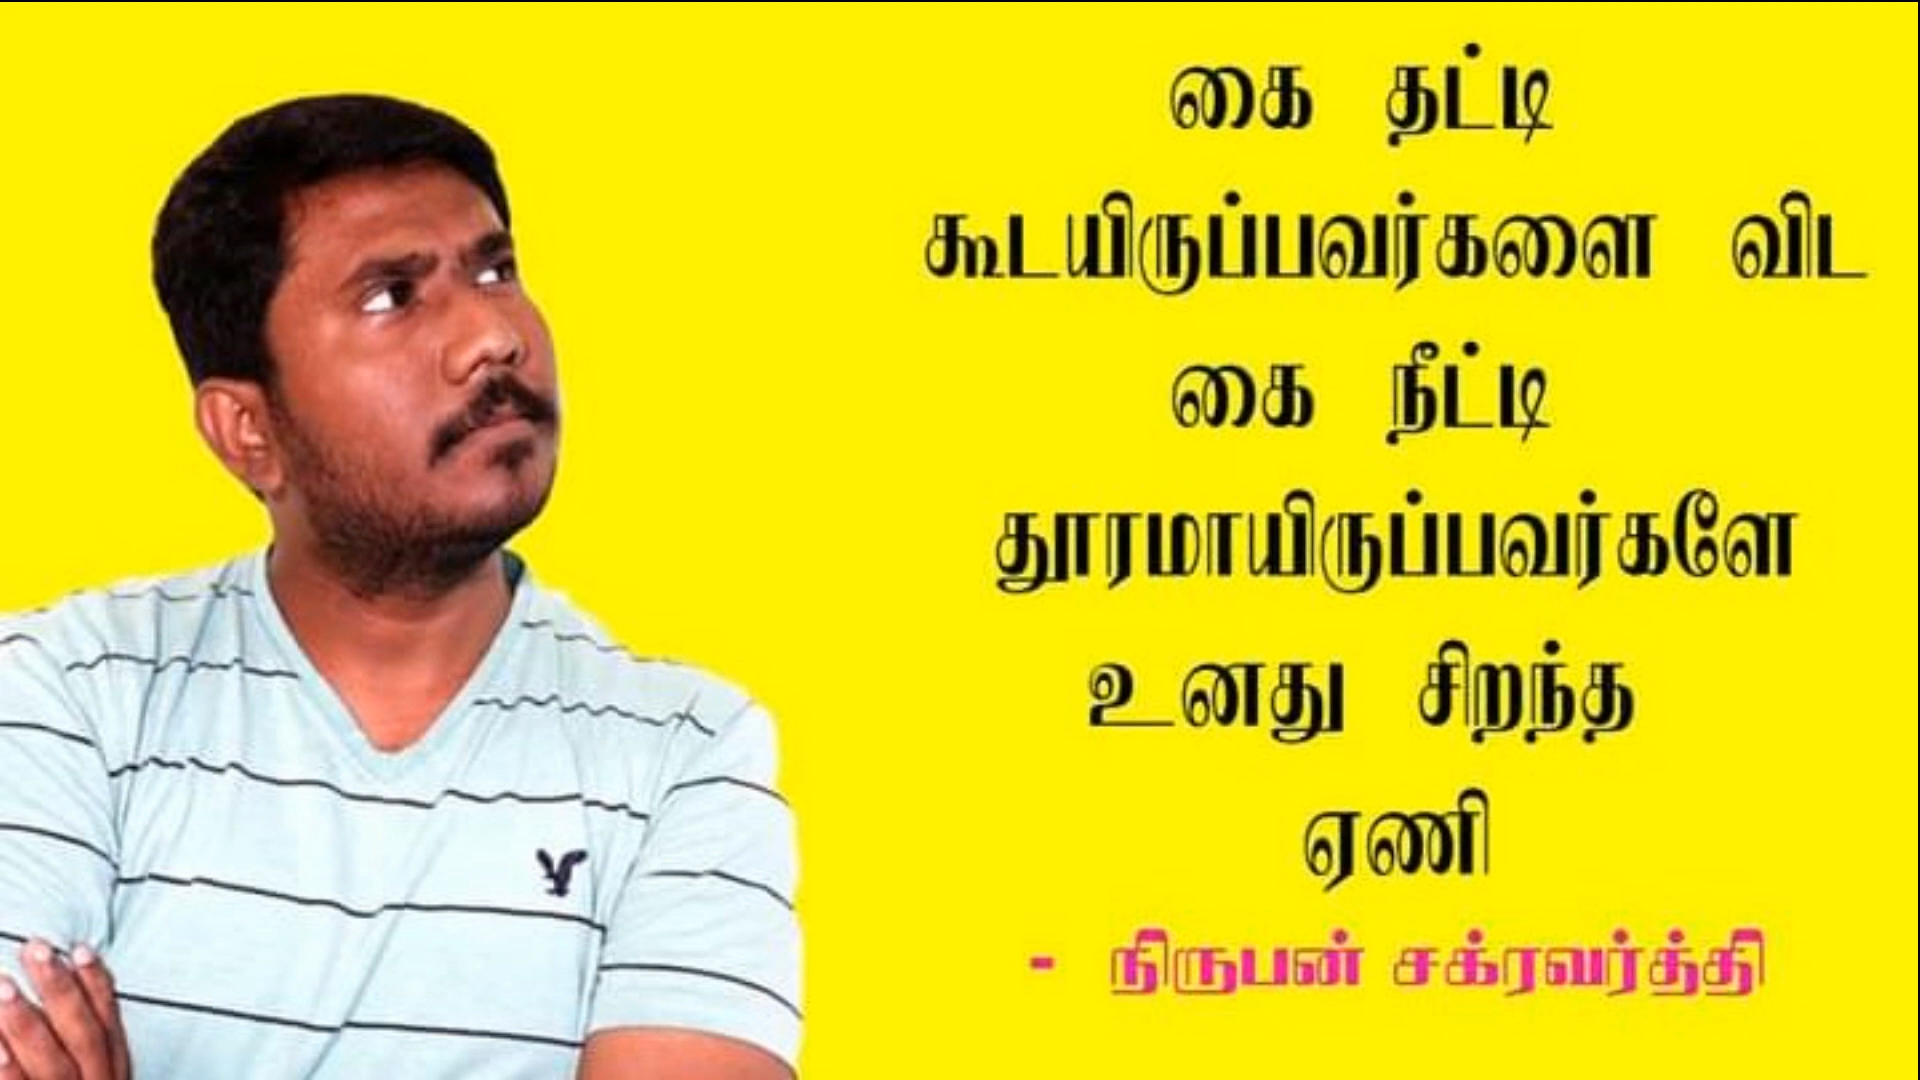 கை தட்டி
கூடயிருப்பவர்களை விட
கை நீட்டி
தூரமாயிருப்பவர்களே
உனது சிறந்த
ஏணி
- நிருபன் சக்ரவர்த்தி